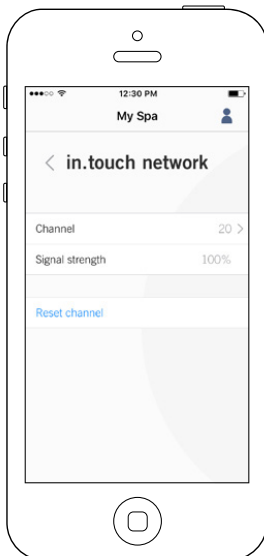 12:30 PM
My Spa
in.touch network
Channel 20
Signal strength 100%
Reset channel